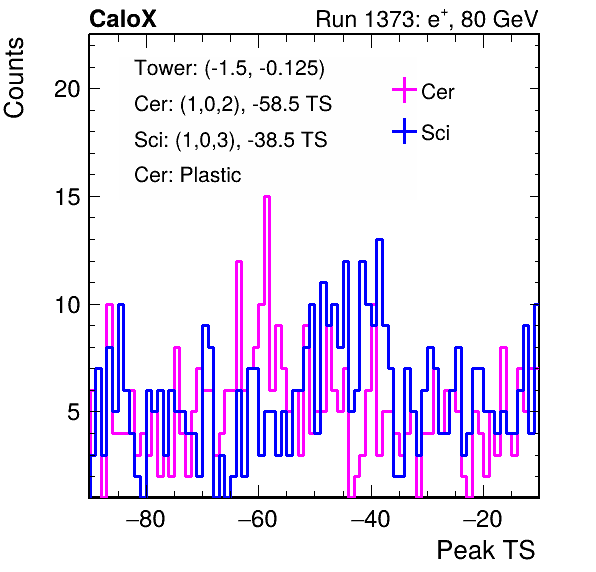 CaloX Run 1373: e⁺, 80 GeV
Counts
Tower: (-1.5, -0.125)
Cer: (1,0,2), -58.5 TS
Sci: (1,0,3), -38.5 TS
Cer: Plastic
Cer
Sci
20
15
10
5
−80 −60 −40 −20
Peak TS